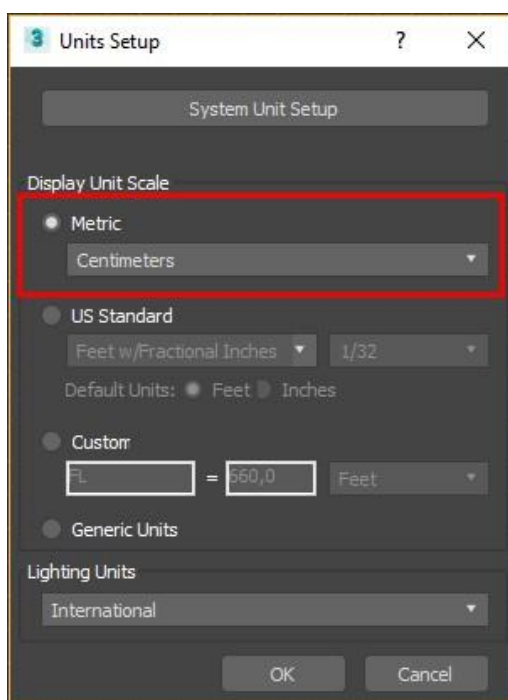 3 Units Setup ? X
System Unit Setup
Display Unit Scale
Metric
Centimeters
US Standard
Feet w/Fractional Inches 1/32
Default Units: Feet Inches
Custom
FL = 660,0 Feet
Generic Units
Lighting Units
International
OK Cancel